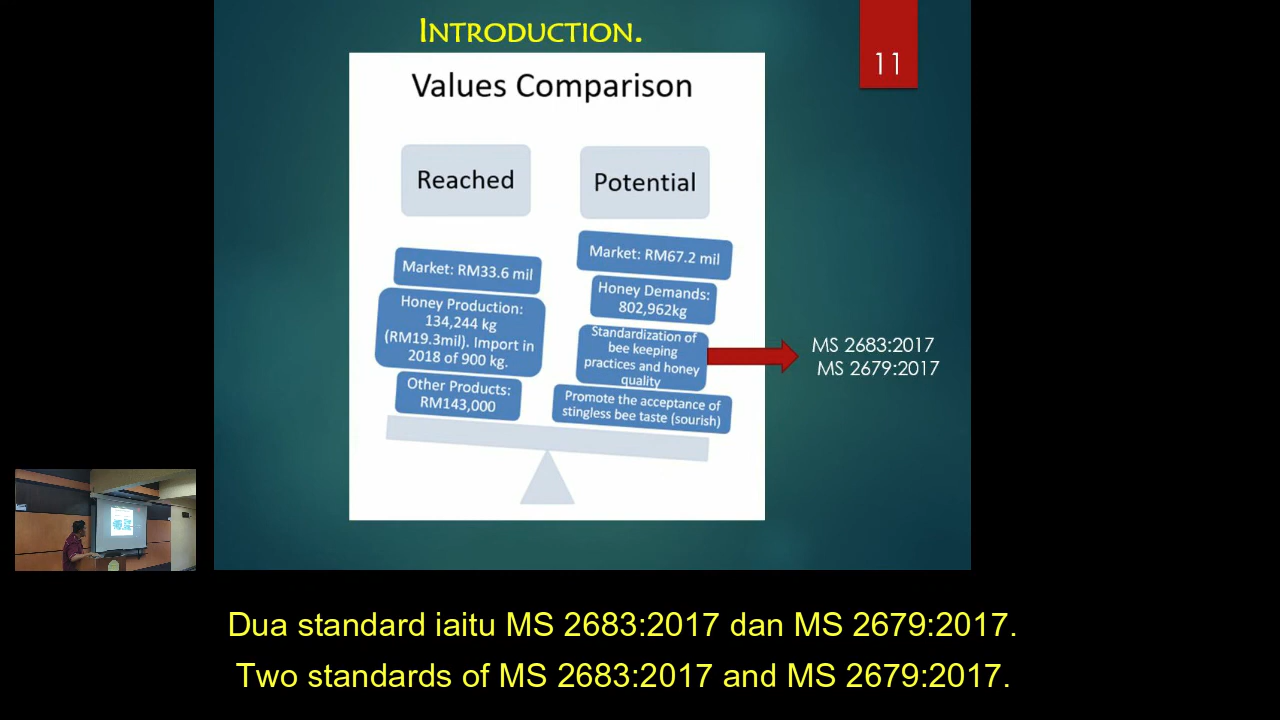 INTRODUCTION.
11
Values Comparison
Reached
Potential
Market: RM33.6 mil
Honey Production:
134,244 kg
(RM19.3mil). Import in
2018 of 900 kg.
Other Products:
RM143,000
Market: RM67.2 mil
Honey Demands:
802,962kg
Standardization of
bee keeping
practices and honey
quality
Promote the acceptance of
stingless bee taste (sourish)
MS 2683:2017
MS 2679:2017
Dua standard iaitu MS 2683:2017 dan MS 2679:2017.
Two standards of MS 2683:2017 and MS 2679:2017.